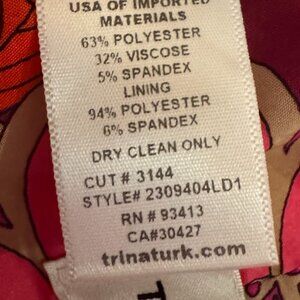 USA OF IMPORTED
MATERIALS
63% POLYESTER
32% VISCOSE
5% SPANDEX
LINING
94% POLYESTER
6% SPANDEX
DRY CLEAN ONLY
CUT # 3144
STYLE# 2309404LD1
RN # 93413
CA#30427
trinaturk.com
T